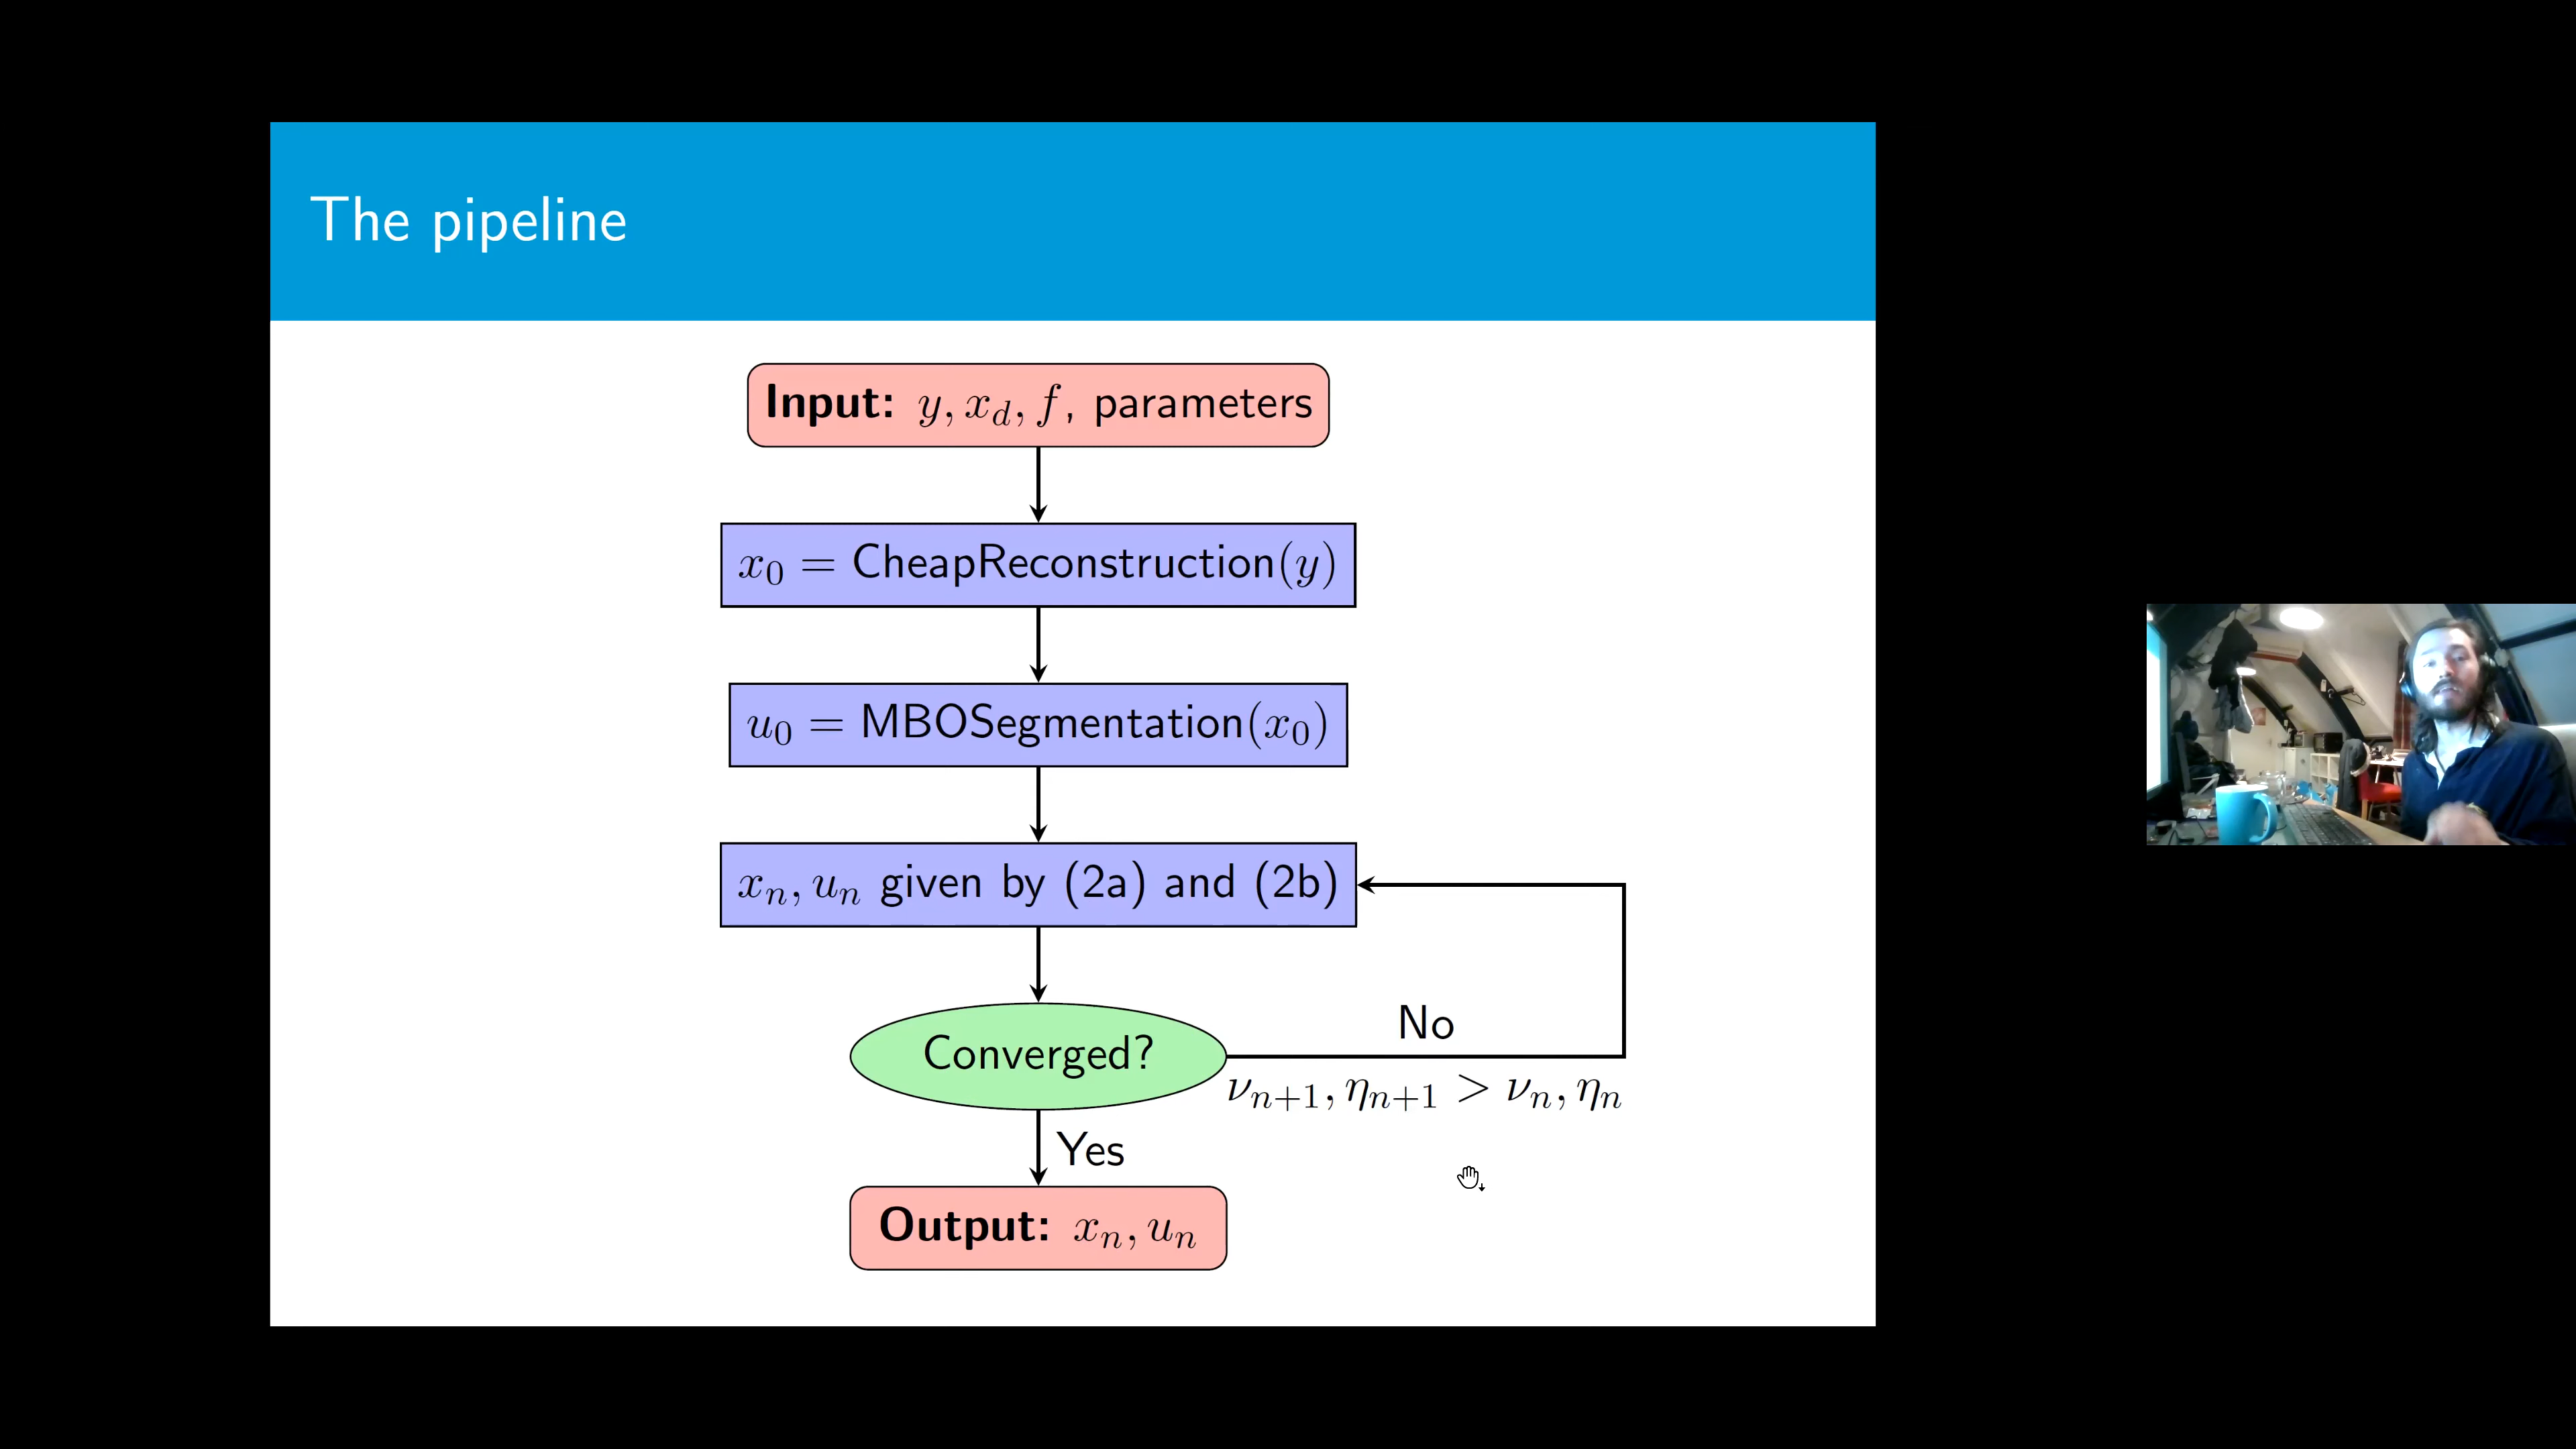 The pipeline
Input: y, x_d, f, parameters
x_0 = CheapReconstruction(y)
u_0 = MBOSegmentation(x_0)
x_n, u_n given by (2a) and (2b)
No
Converged?
ν_{n+1}, η_{n+1} > ν_n, η_n
Yes
Output: x_n, u_n